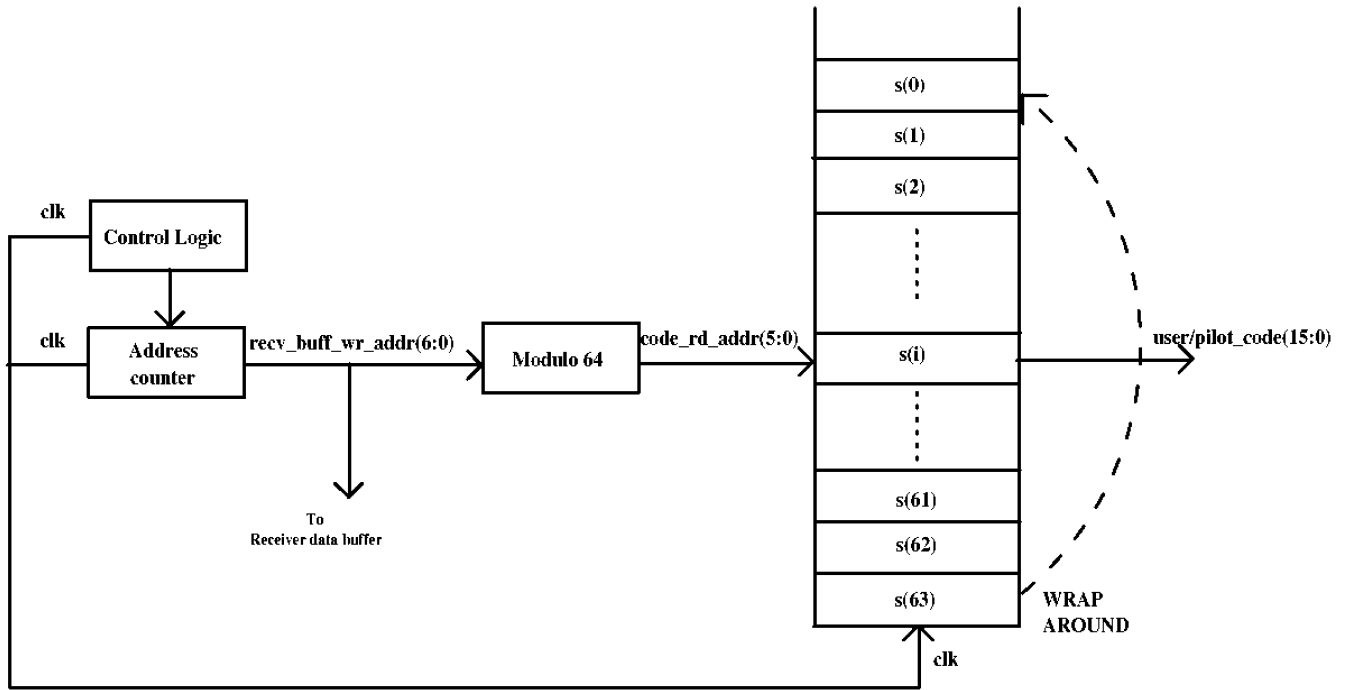 s(0)
s(1)
s(2)
clk
Control Logic
clk
Address
counter
recv_buff_wr_addr(6:0)
Modulo 64
code_rd_addr(5:0)
s(i)
user/pilot_code(15:0)
To
Receiver data buffer
s(61)
s(62)
s(63)
WRAP
AROUND
clk